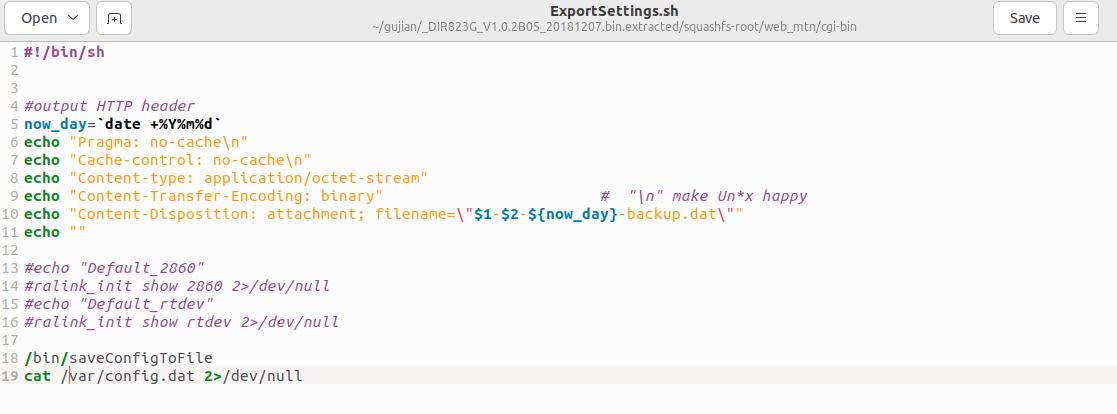 Open
ExportSettings.sh
~/gujian/_DIR823G_V1.0.2B05_20181207.bin.extracted/squashfs-root/web_mtn/cgi-bin
Save
1 #!/bin/sh
2
3
4 #output HTTP header
5 now_day=`date +%Y%m%d`
6 echo "Pragma: no-cache\n"
7 echo "Cache-control: no-cache\n"
8 echo "Content-type: application/octet-stream"
9 echo "Content-Transfer-Encoding: binary" # "\n" make Un*x happy
10 echo "Content-Disposition: attachment; filename=\"$1-$2-${now_day}-backup.dat\""
11 echo ""
12
13 #echo "Default_2860"
14 #ralink_init show 2860 2>/dev/null
15 #echo "Default_rtdev"
16 #ralink_init show rtdev 2>/dev/null
17
18 /bin/saveConfigToFile
19 cat /var/config.dat 2>/dev/null